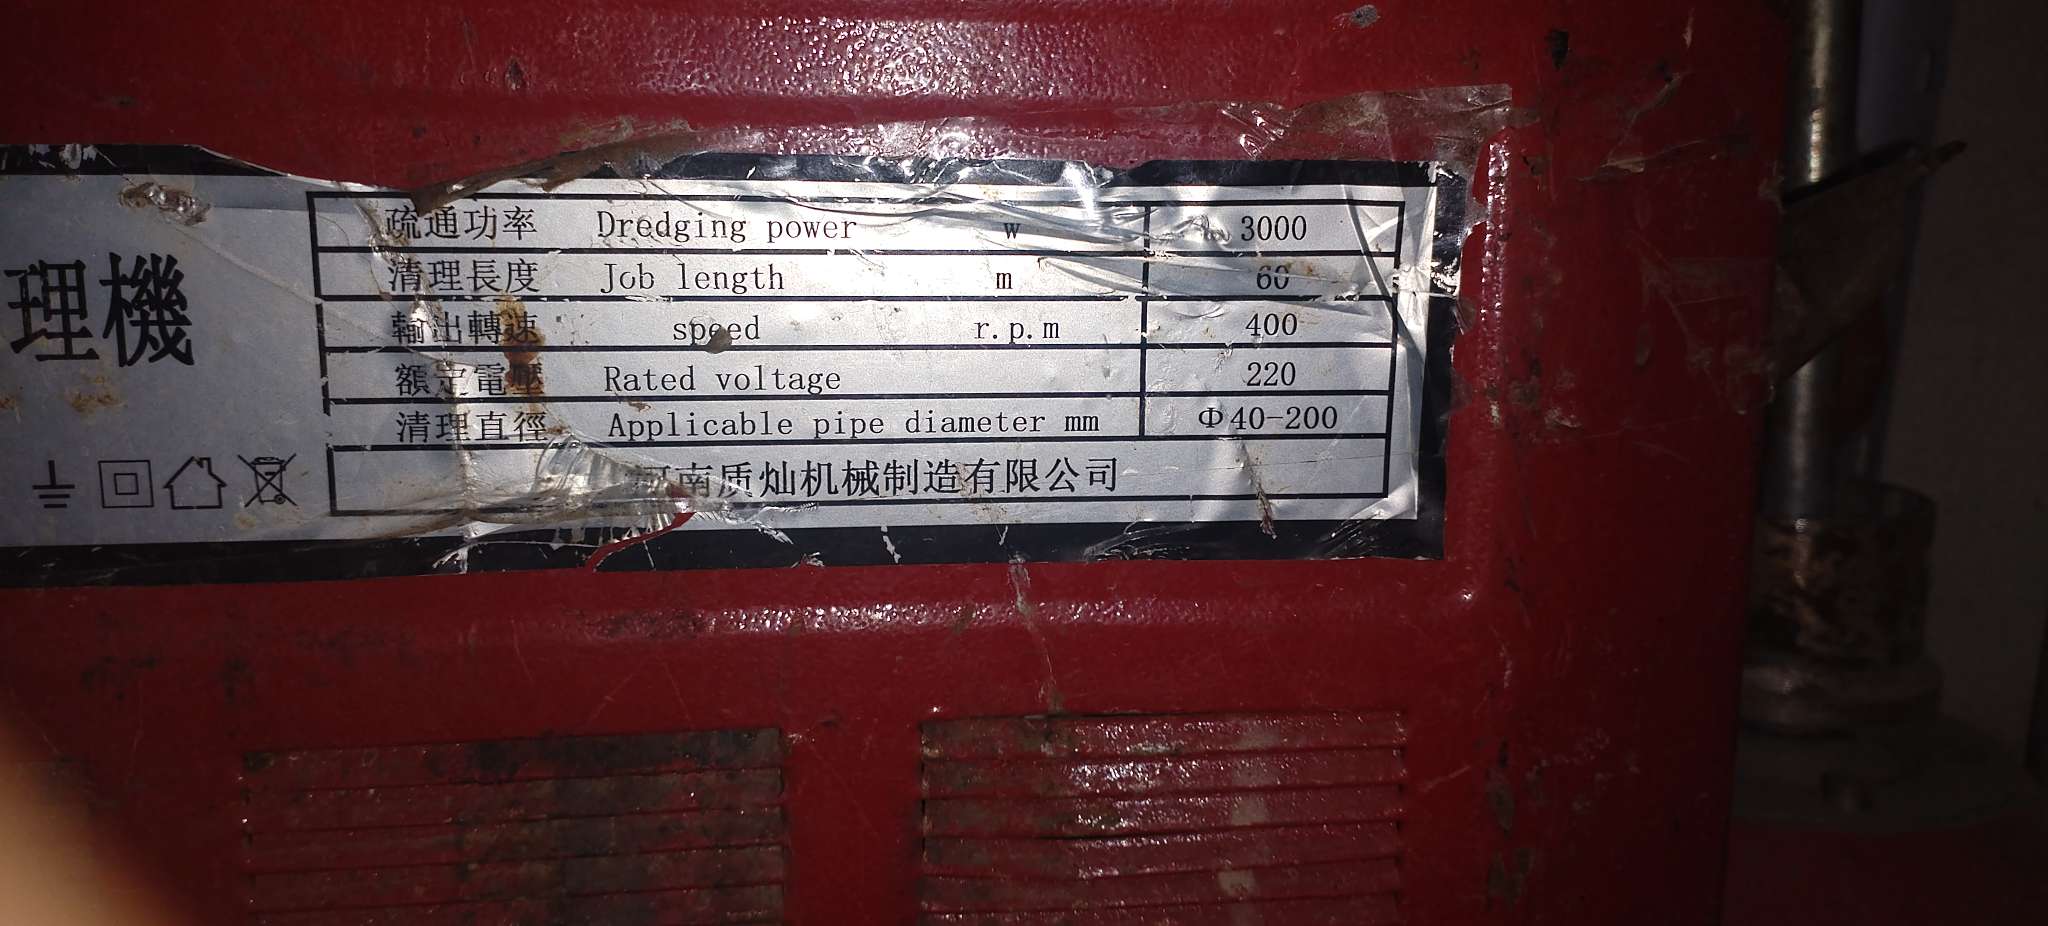 理機
疏通功率 Dredging power w 3000
清理長度 Job length m 60
輸出轉速 speed r.p.m 400
額定電壓 Rated voltage 220
清理直徑 Applicable pipe diameter mm Φ40-200
河南质灿机械制造有限公司